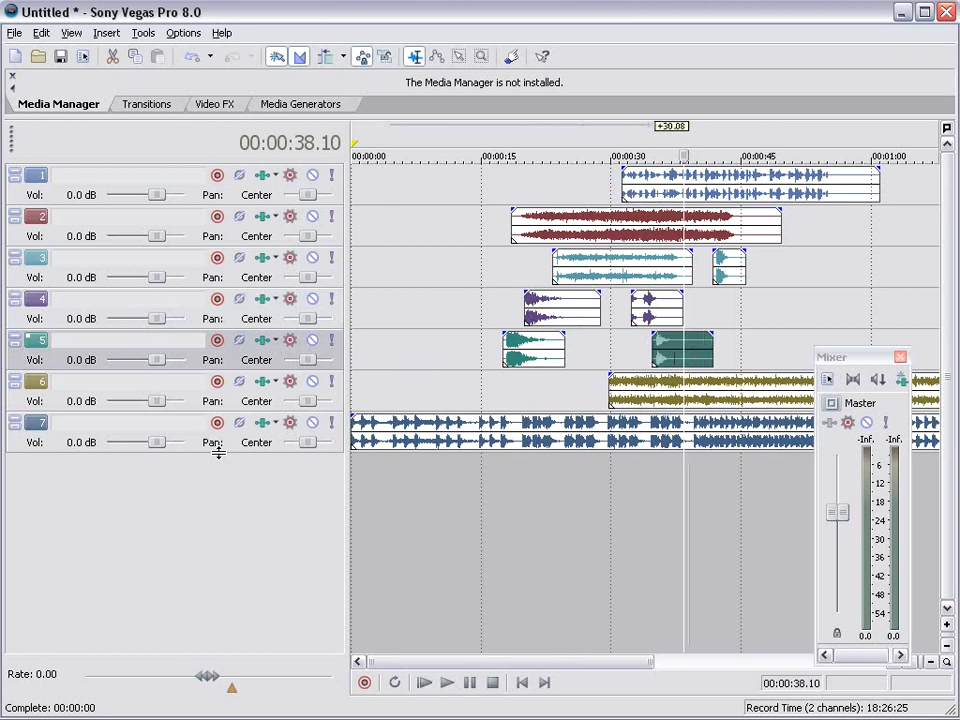 Untitled * - Sony Vegas Pro 8.0
File Edit View Insert Tools Options Help
The Media Manager is not installed.
Media Manager Transitions Video FX Media Generators
00:00:38.10
+30.08
00:00:00 00:00:15 00:00:30 00:00:45 00:01:00
1
Vol: 0.0 dB Pan: Center
2
Vol: 0.0 dB Pan: Center
3
Vol: 0.0 dB Pan: Center
4
Vol: 0.0 dB Pan: Center
5
Vol: 0.0 dB Pan: Center
6
Vol: 0.0 dB Pan: Center
7
Vol: 0.0 dB Pan: Center
Mixer
Master
-Inf. -Inf.
6
12
18
24
30
36
42
48
54
0.0 0.0
Rate: 0.00
00:00:38.10
Complete: 00:00:00
Record Time (2 channels): 18:26:25